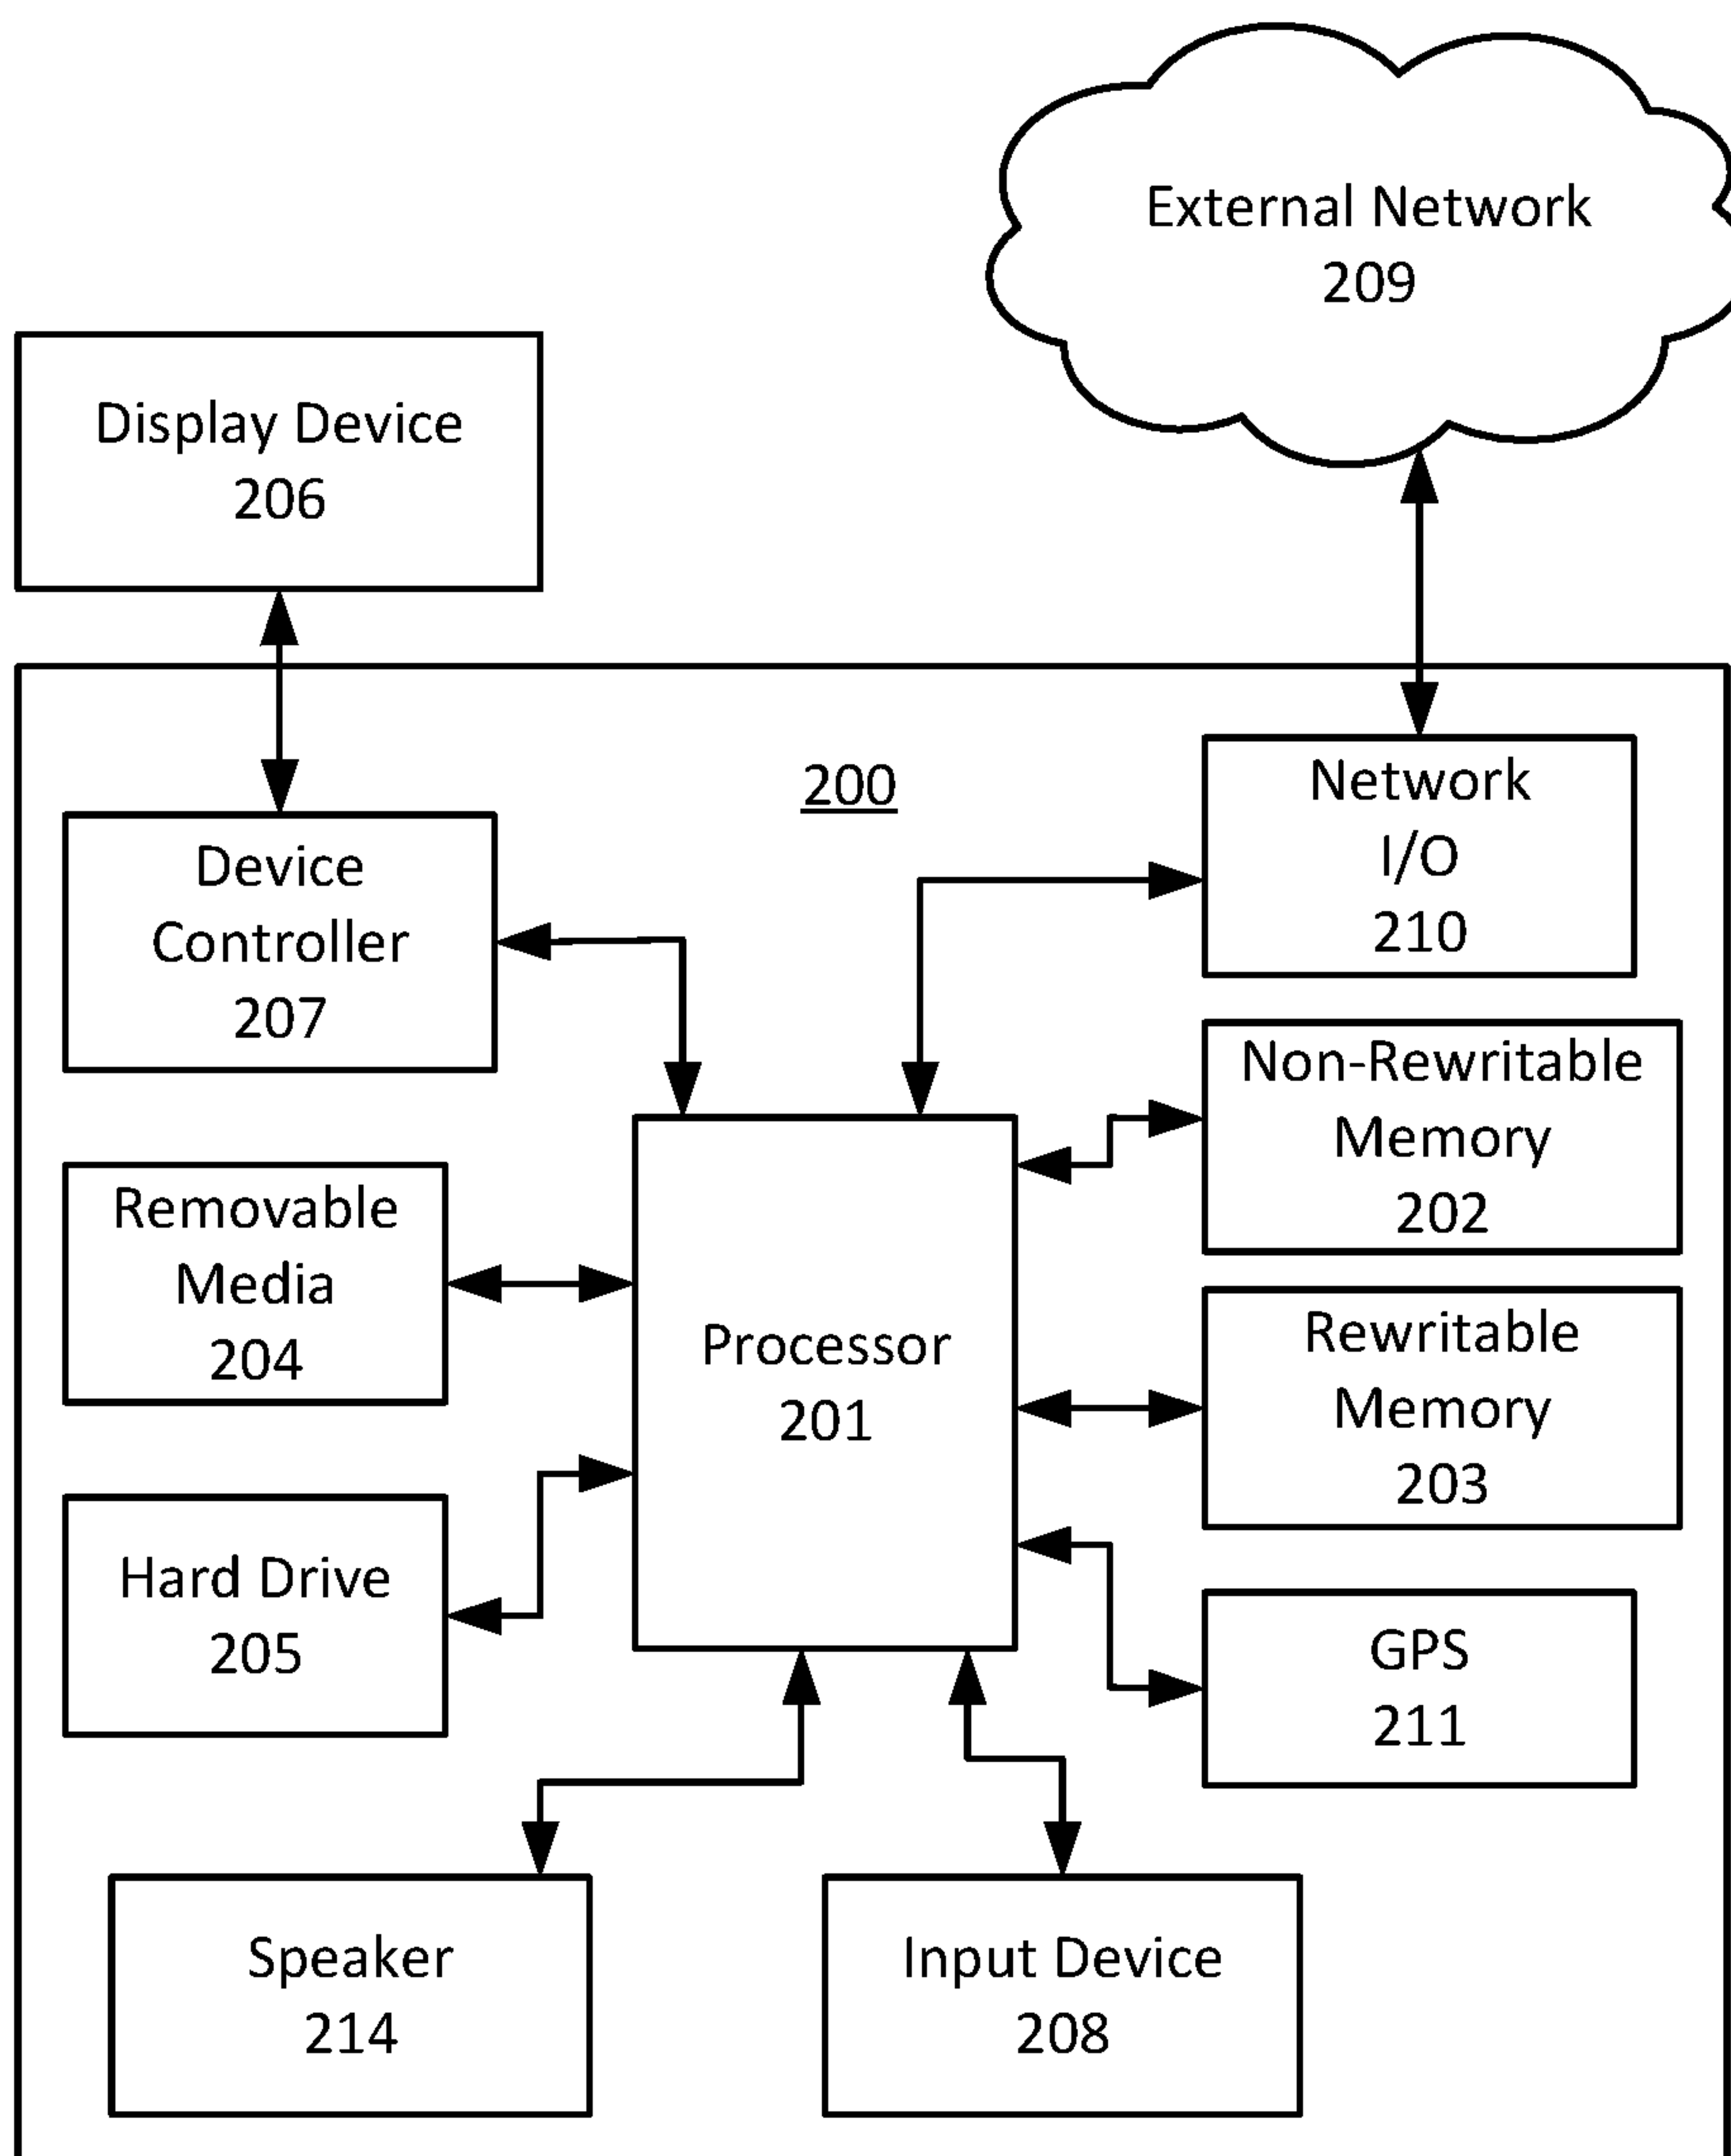 External Network
209
Display Device
206
200
Network
I/O
210
Device
Controller
207
Non-Rewritable
Memory
202
Removable
Media
204
Processor
201
Rewritable
Memory
203
Hard Drive
205
GPS
211
Speaker
214
Input Device
208